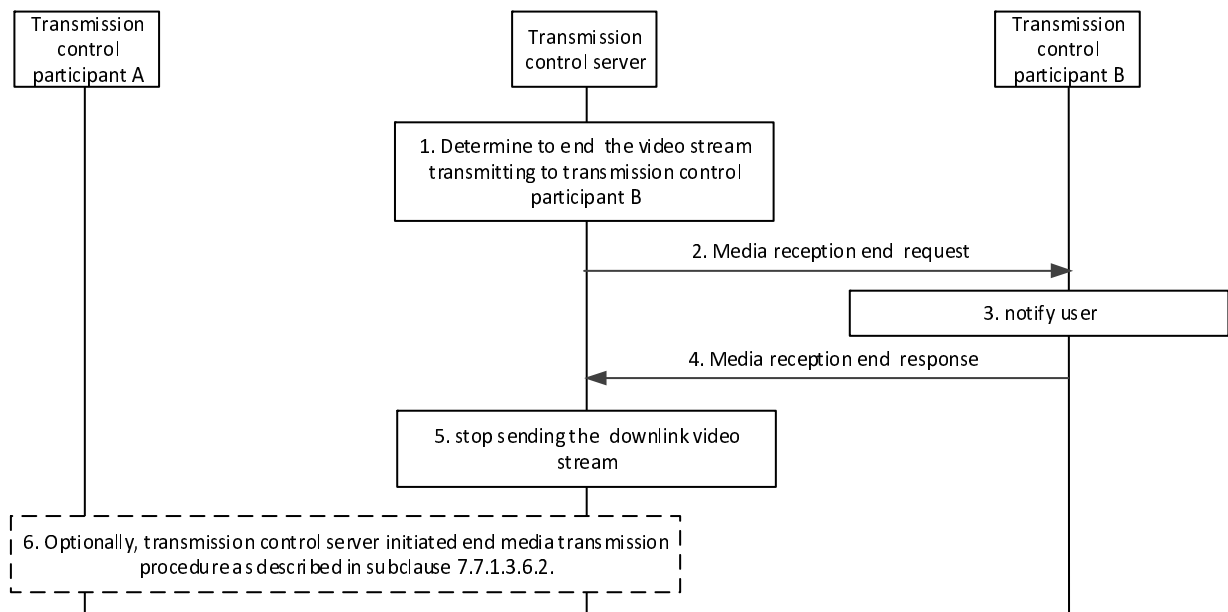 Transmission
control
participant A
Transmission
control server
Transmission
control
participant B
1. Determine to end the video stream
transmitting to transmission control
participant B
2. Media reception end request
3. notify user
4. Media reception end response
5. stop sending the downlink video
stream
6. Optionally, transmission control server initiated end media transmission
procedure as described in subclause 7.7.1.3.6.2.